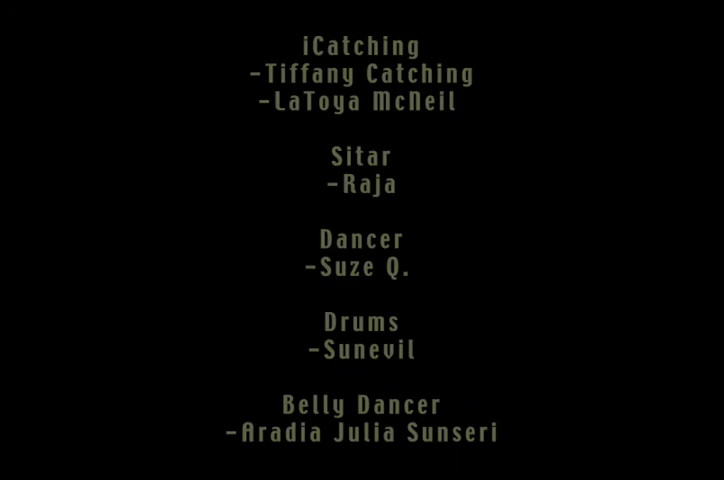 iCatching
-Tiffany Catching
-LaToya McNeil
Sitar
-Raja
Dancer
-Suze Q.
Drums
-Sunevil
Belly Dancer
-Aradia Julia Sunseri